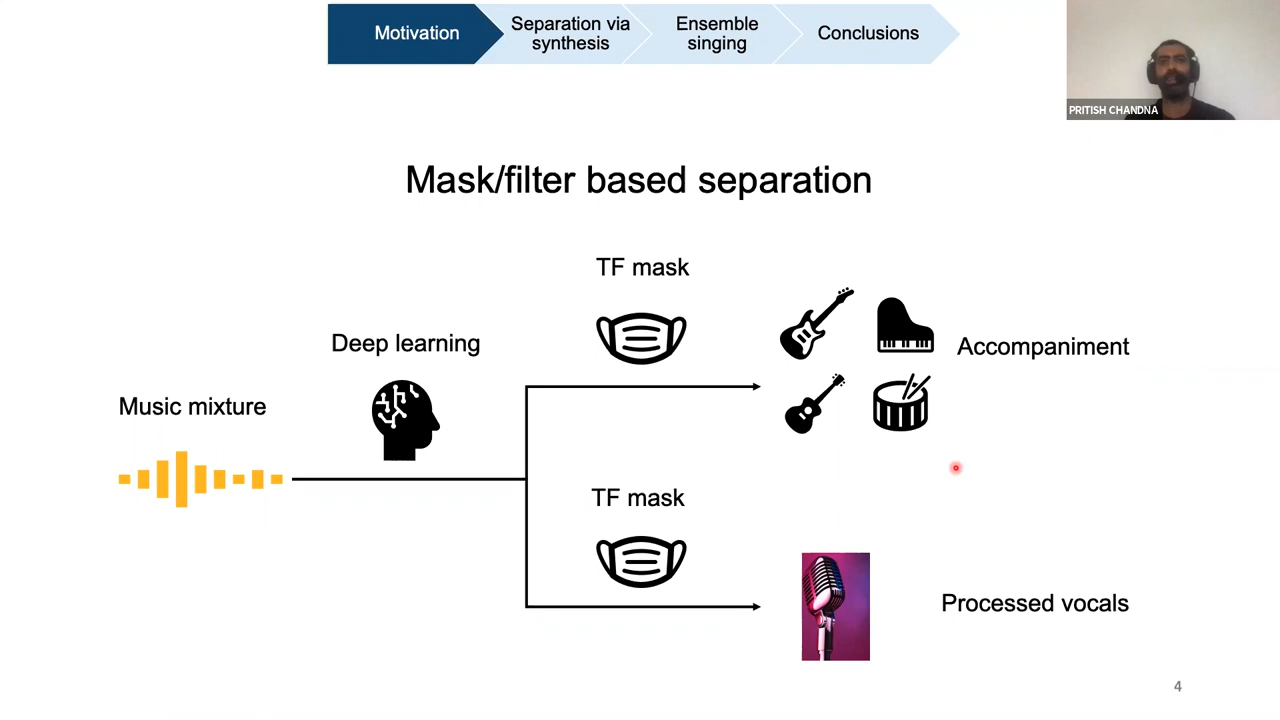 Motivation
Separation via
synthesis
Ensemble
singing
Conclusions
PRITISH CHANDNA
Mask/filter based separation
TF mask
Deep learning
Accompaniment
Music mixture
TF mask
Processed vocals
4